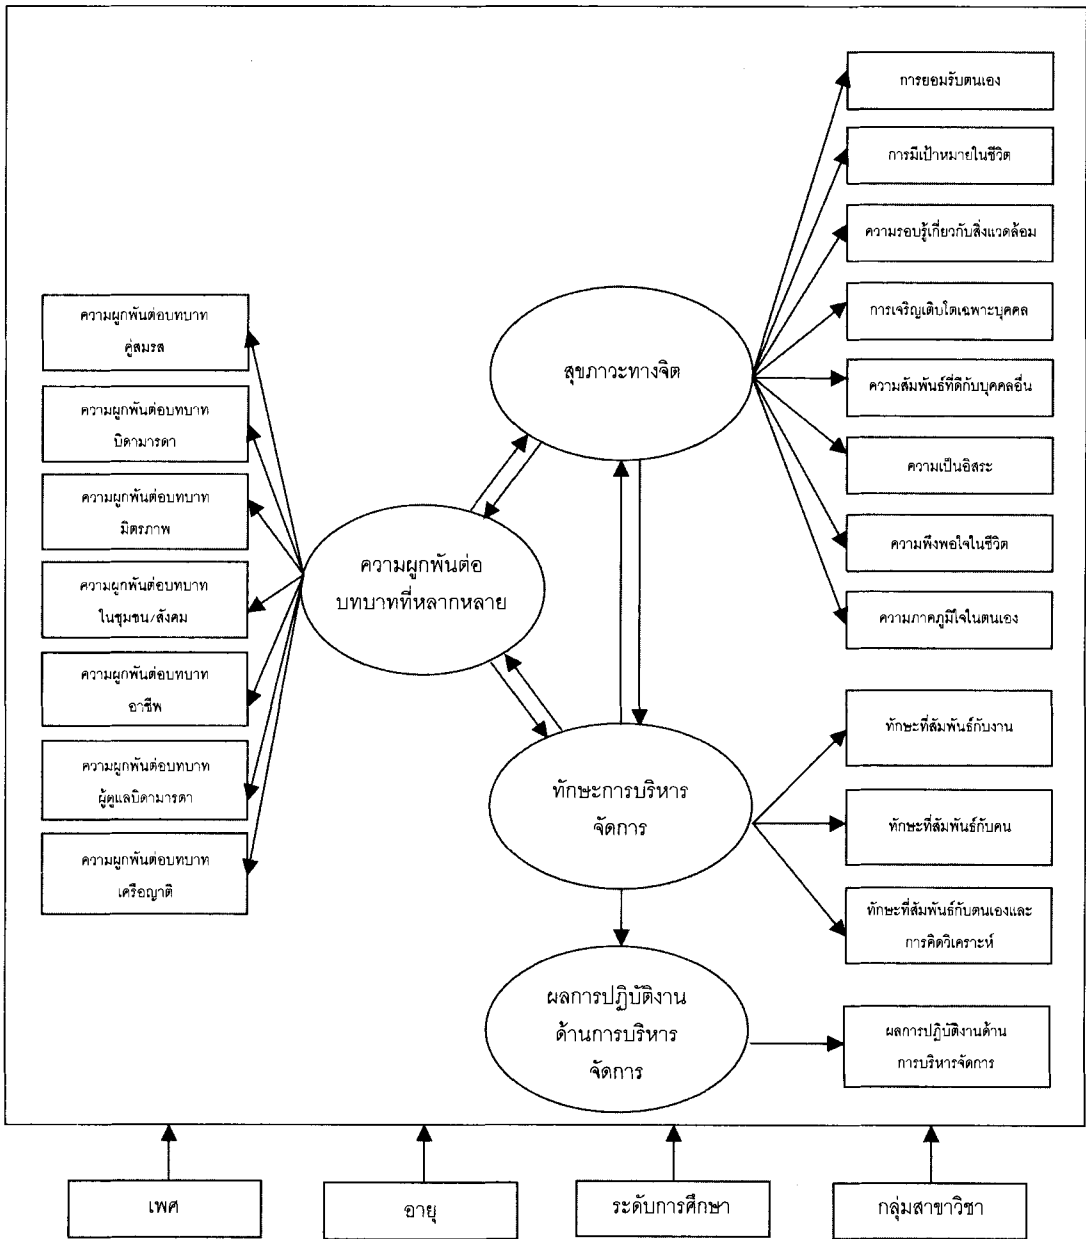 การยอมรับตนเอง
การมีเป้าหมายในชีวิต
ความรอบรู้เกี่ยวกับสิ่งแวดล้อม
การเจริญเติบโตเฉพาะบุคคล
ความสัมพันธ์ที่ดีกับบุคคลอื่น
ความเป็นอิสระ
ความพึงพอใจในชีวิต
ความภาคภูมิใจในตนเอง
สุขภาวะทางจิต
ความผูกพันต่อบทบาท
คู่สมรส
ความผูกพันต่อบทบาท
บิดามารดา
ความผูกพันต่อบทบาท
มิตรภาพ
ความผูกพันต่อบทบาท
ในชุมชน/สังคม
ความผูกพันต่อบทบาท
อาชีพ
ความผูกพันต่อบทบาท
ผู้ดูแลบิดามารดา
ความผูกพันต่อบทบาท
เครือญาติ
ความผูกพันต่อ
บทบาทที่หลากหลาย
ทักษะการบริหาร
จัดการ
ทักษะที่สัมพันธ์กับงาน
ทักษะที่สัมพันธ์กับคน
ทักษะที่สัมพันธ์กับตนเองและ
การคิดวิเคราะห์
ผลการปฏิบัติงาน
ด้านการบริหาร
จัดการ
ผลการปฏิบัติงานด้าน
การบริหารจัดการ
เพศ
อายุ
ระดับการศึกษา
กลุ่มสาขาวิชา